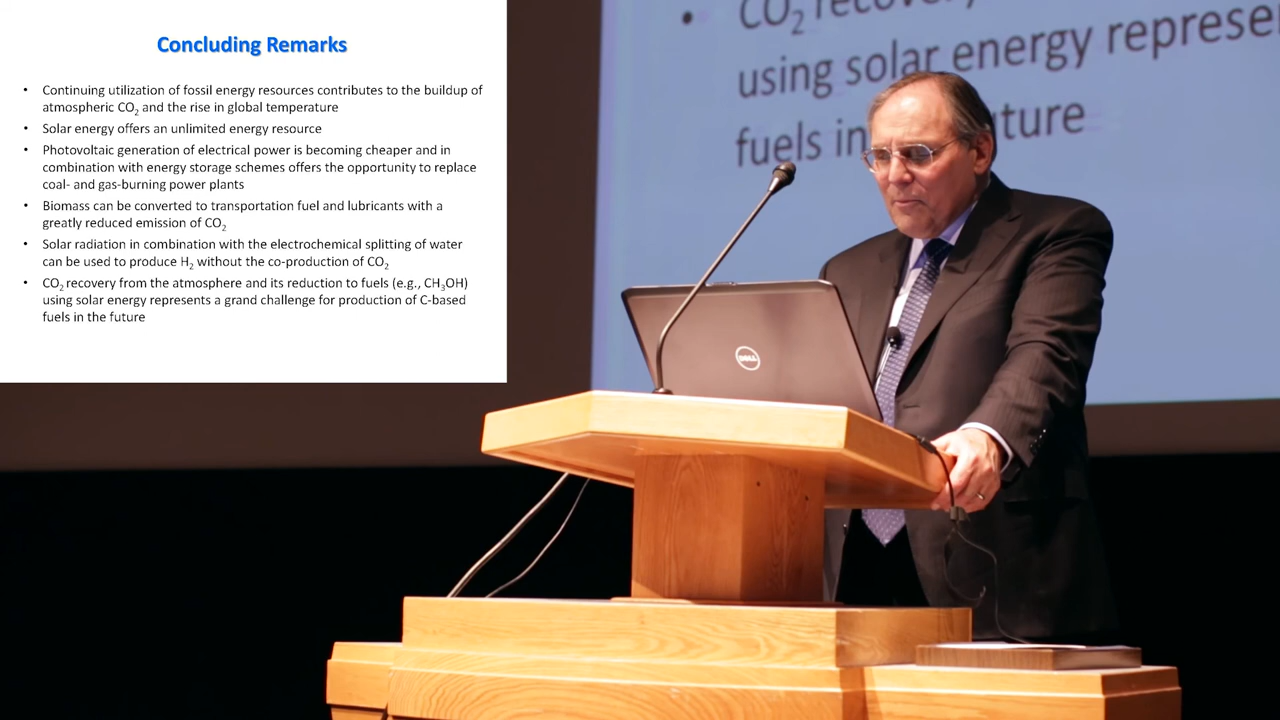 Concluding Remarks
• Continuing utilization of fossil energy resources contributes to the buildup of
atmospheric CO₂ and the rise in global temperature
• Solar energy offers an unlimited energy resource
• Photovoltaic generation of electrical power is becoming cheaper and in
combination with energy storage schemes offers the opportunity to replace
coal- and gas-burning power plants
• Biomass can be converted to transportation fuel and lubricants with a
greatly reduced emission of CO₂
• Solar radiation in combination with the electrochemical splitting of water
can be used to produce H₂ without the co-production of CO₂
• CO₂ recovery from the atmosphere and its reduction to fuels (e.g., CH₃OH)
using solar energy represents a grand challenge for production of C-based
fuels in the future
• CO₂ recovery
using solar energy represe
fuels in uture
DELL